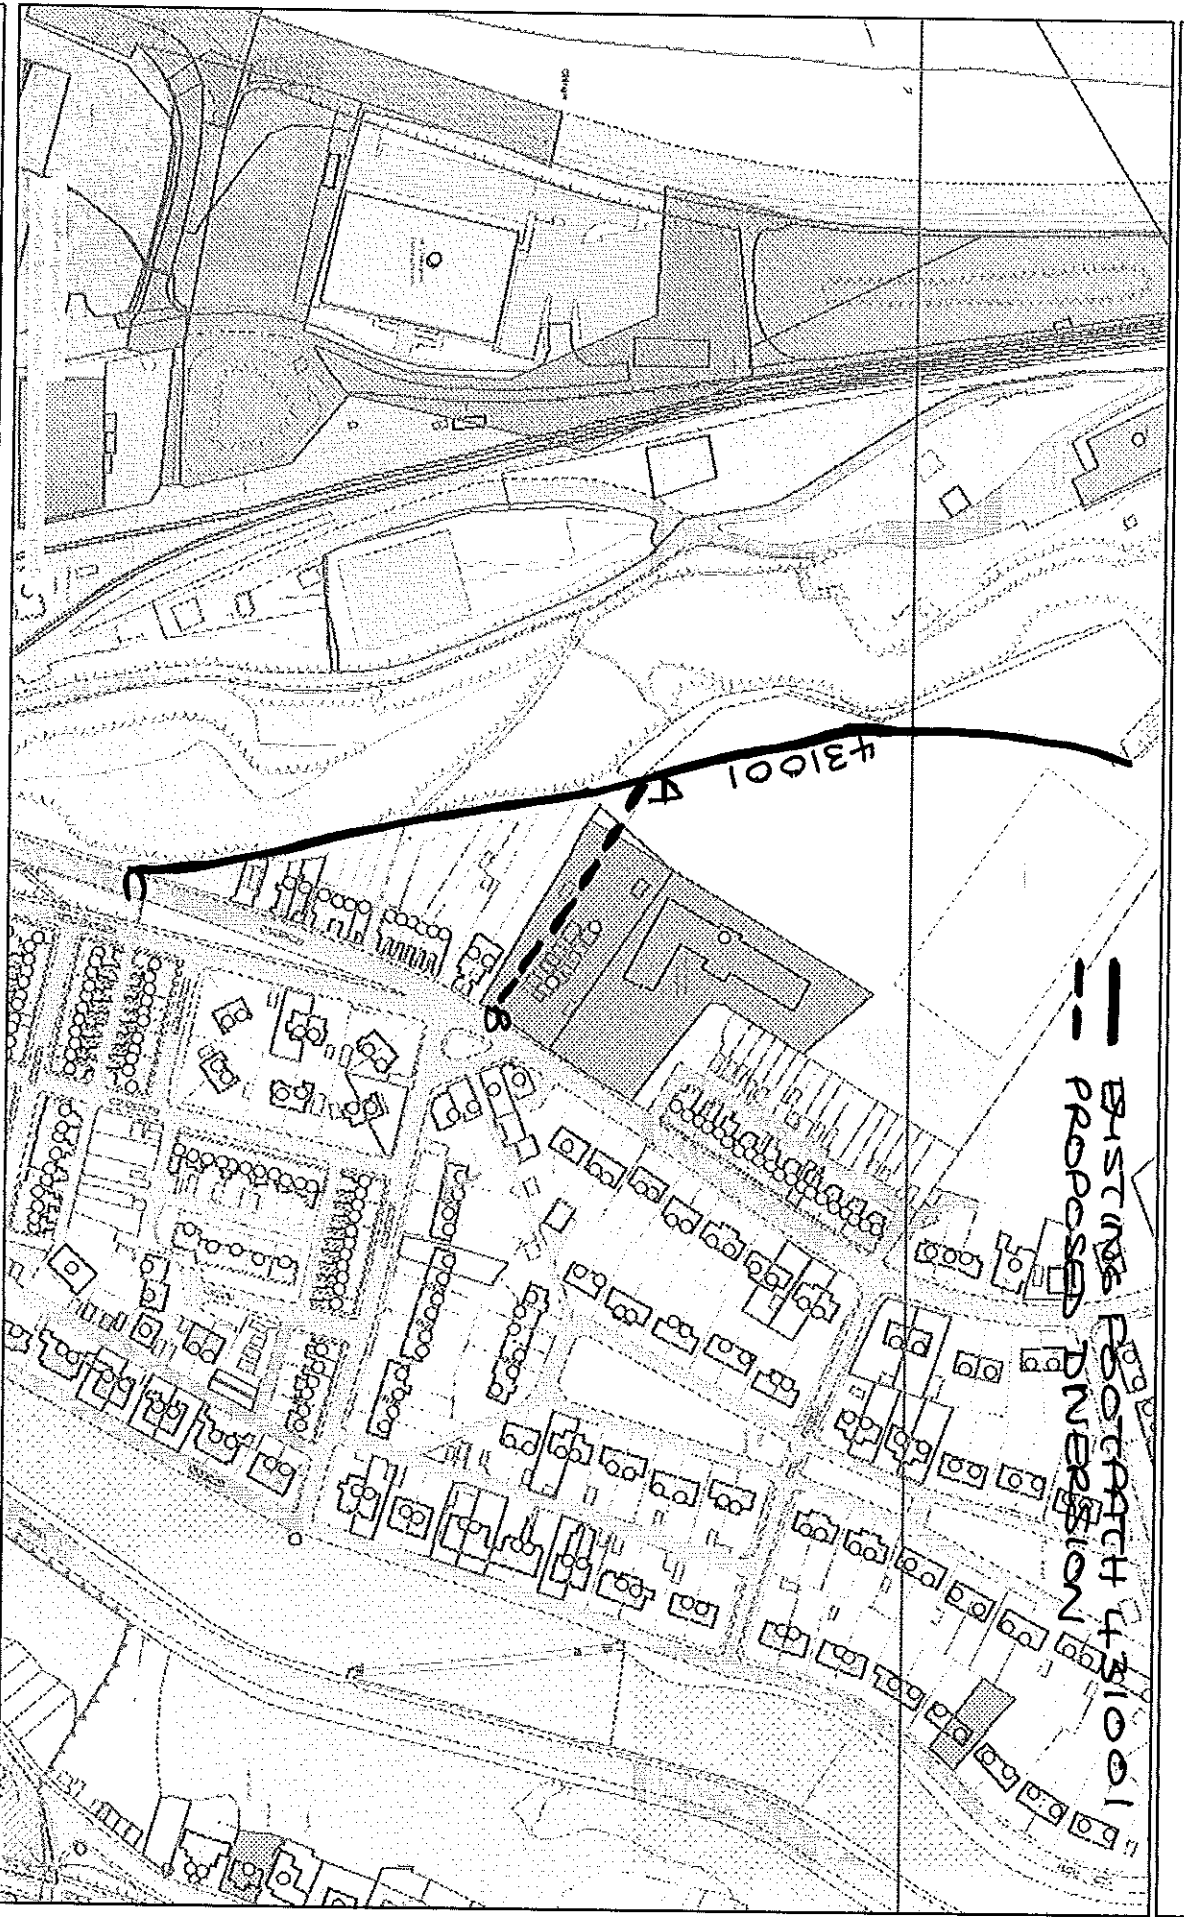 EXISTING FOOTPATH 431001
PROPOSED DIVERSION
431001
A
B
C